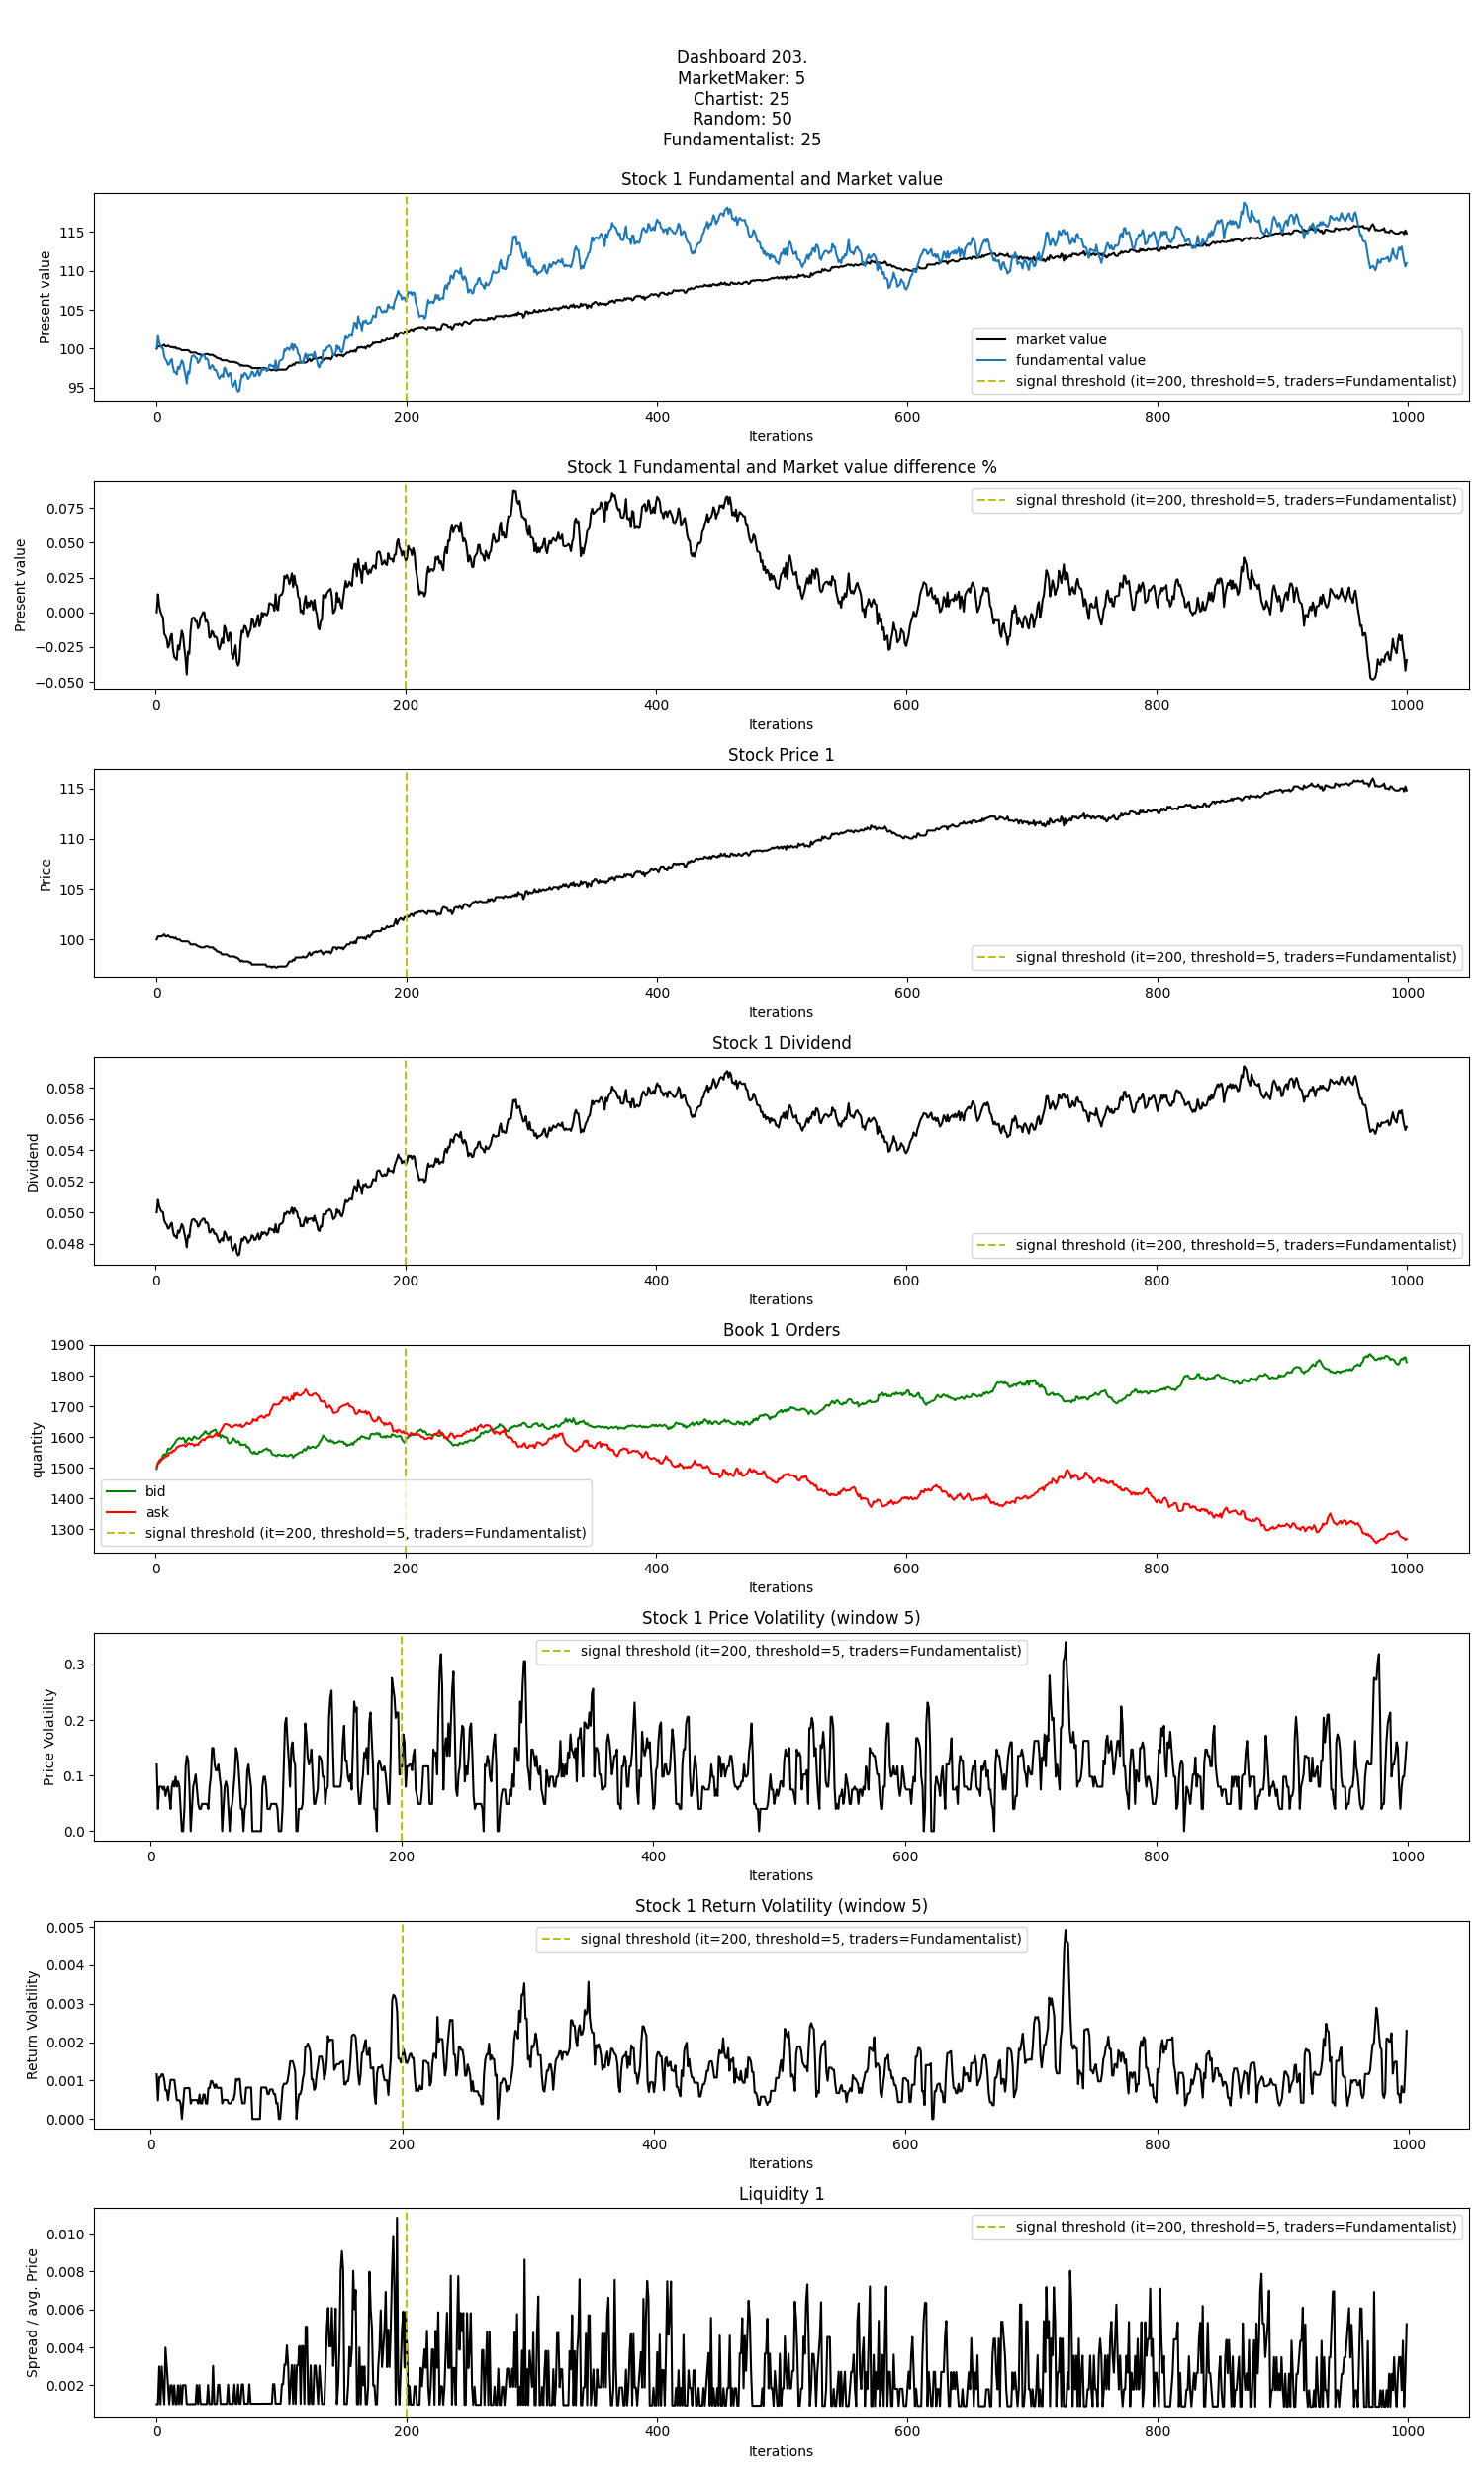 Dashboard 203.
MarketMaker: 5
Chartist: 25
Random: 50
Fundamentalist: 25
Stock 1 Fundamental and Market value
Present value
115
110
105
100
95
market value
fundamental value
signal threshold (it=200, threshold=5, traders=Fundamentalist)
0 200 400 600 800 1000
Iterations
Stock 1 Fundamental and Market value difference %
Present value
0.075
0.050
0.025
0.000
−0.025
−0.050
signal threshold (it=200, threshold=5, traders=Fundamentalist)
0 200 400 600 800 1000
Iterations
Stock Price 1
Price
115
110
105
100
signal threshold (it=200, threshold=5, traders=Fundamentalist)
0 200 400 600 800 1000
Iterations
Stock 1 Dividend
Dividend
0.058
0.056
0.054
0.052
0.050
0.048
signal threshold (it=200, threshold=5, traders=Fundamentalist)
0 200 400 600 800 1000
Iterations
Book 1 Orders
quantity
1900
1800
1700
1600
1500
1400
1300
bid
ask
signal threshold (it=200, threshold=5, traders=Fundamentalist)
0 200 400 600 800 1000
Iterations
Stock 1 Price Volatility (window 5)
Price Volatility
0.3
0.2
0.1
0.0
signal threshold (it=200, threshold=5, traders=Fundamentalist)
0 200 400 600 800 1000
Iterations
Stock 1 Return Volatility (window 5)
Return Volatility
0.005
0.004
0.003
0.002
0.001
0.000
signal threshold (it=200, threshold=5, traders=Fundamentalist)
0 200 400 600 800 1000
Iterations
Liquidity 1
Spread / avg. Price
0.010
0.008
0.006
0.004
0.002
signal threshold (it=200, threshold=5, traders=Fundamentalist)
0 200 400 600 800 1000
Iterations